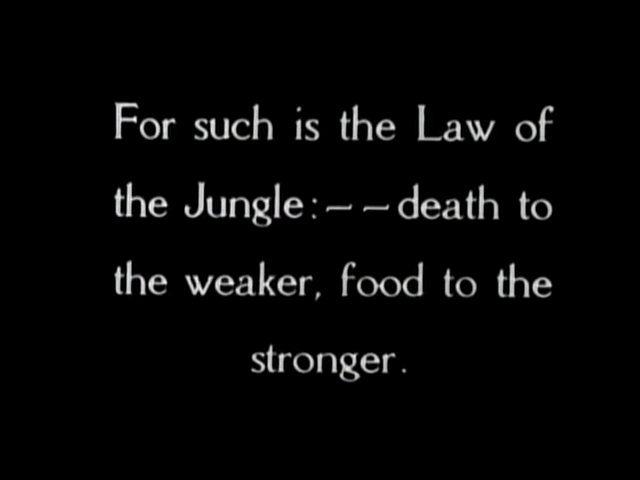 For such is the Law of
the Jungle:– –death to
the weaker, food to the
stronger.